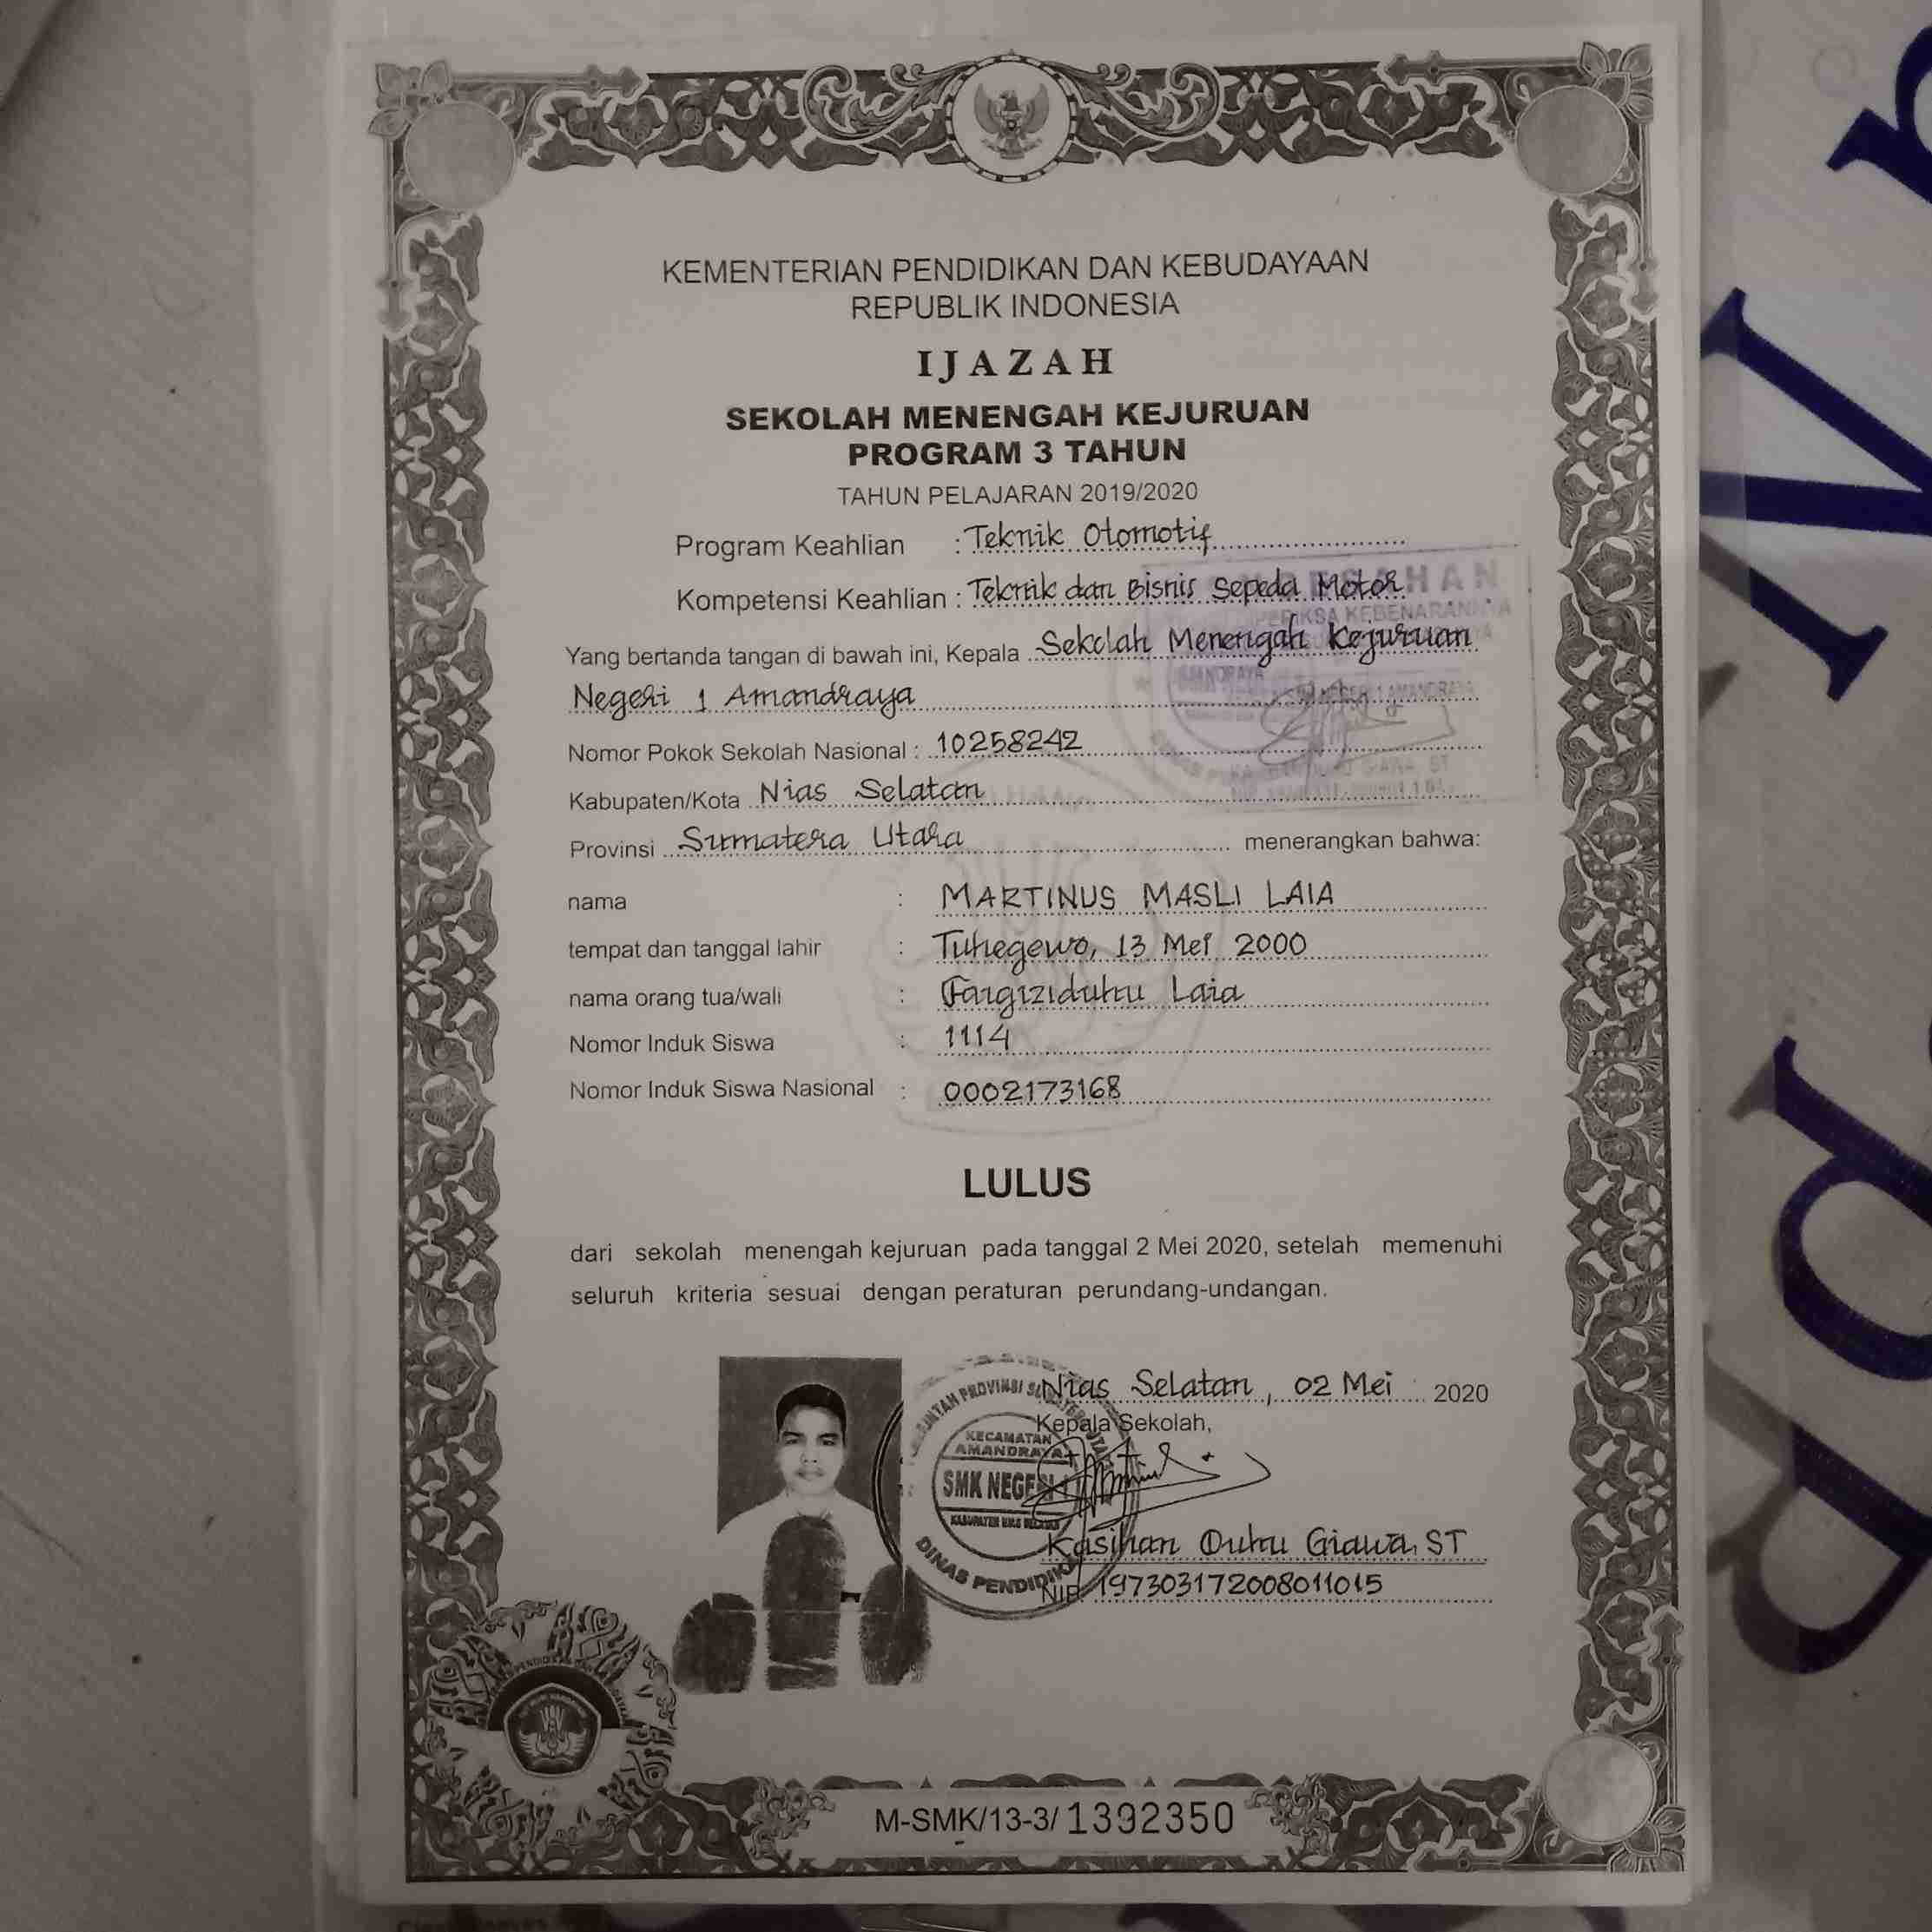 KEMENTERIAN PENDIDIKAN DAN KEBUDAYAAN
REPUBLIK INDONESIA
IJAZAH
SEKOLAH MENENGAH KEJURUAN
PROGRAM 3 TAHUN
TAHUN PELAJARAN 2019/2020
Program Keahlian : Teknik Otomotif
Kompetensi Keahlian : Teknik dan Bisnis Sepeda Motor
Yang bertanda tangan di bawah ini, Kepala Sekolah Menengah Kejuruan
Negeri 1 Amandraya
Nomor Pokok Sekolah Nasional : 10258242
Kabupaten/Kota Nias Selatan
Provinsi Sumatera Utara menerangkan bahwa:
nama : MARTINUS MASLI LAIA
tempat dan tanggal lahir : Tuhegewo, 13 Mei 2000
nama orang tua/wali : Faigiziduhu Laia
Nomor Induk Siswa : 1114
Nomor Induk Siswa Nasional : 0002173168
LULUS
dari sekolah menengah kejuruan pada tanggal 2 Mei 2020, setelah memenuhi
seluruh kriteria sesuai dengan peraturan perundang-undangan.
Nias Selatan, 02 Mei 2020
Kepala Sekolah,
KECAMATAN
AMANDRAYA
SMK NEGERI 1
DINAS PENDIDIKAN
Kasihan Duhu Giawa, ST
NIP. 197303172008011015
M-SMK/13-3/1392350